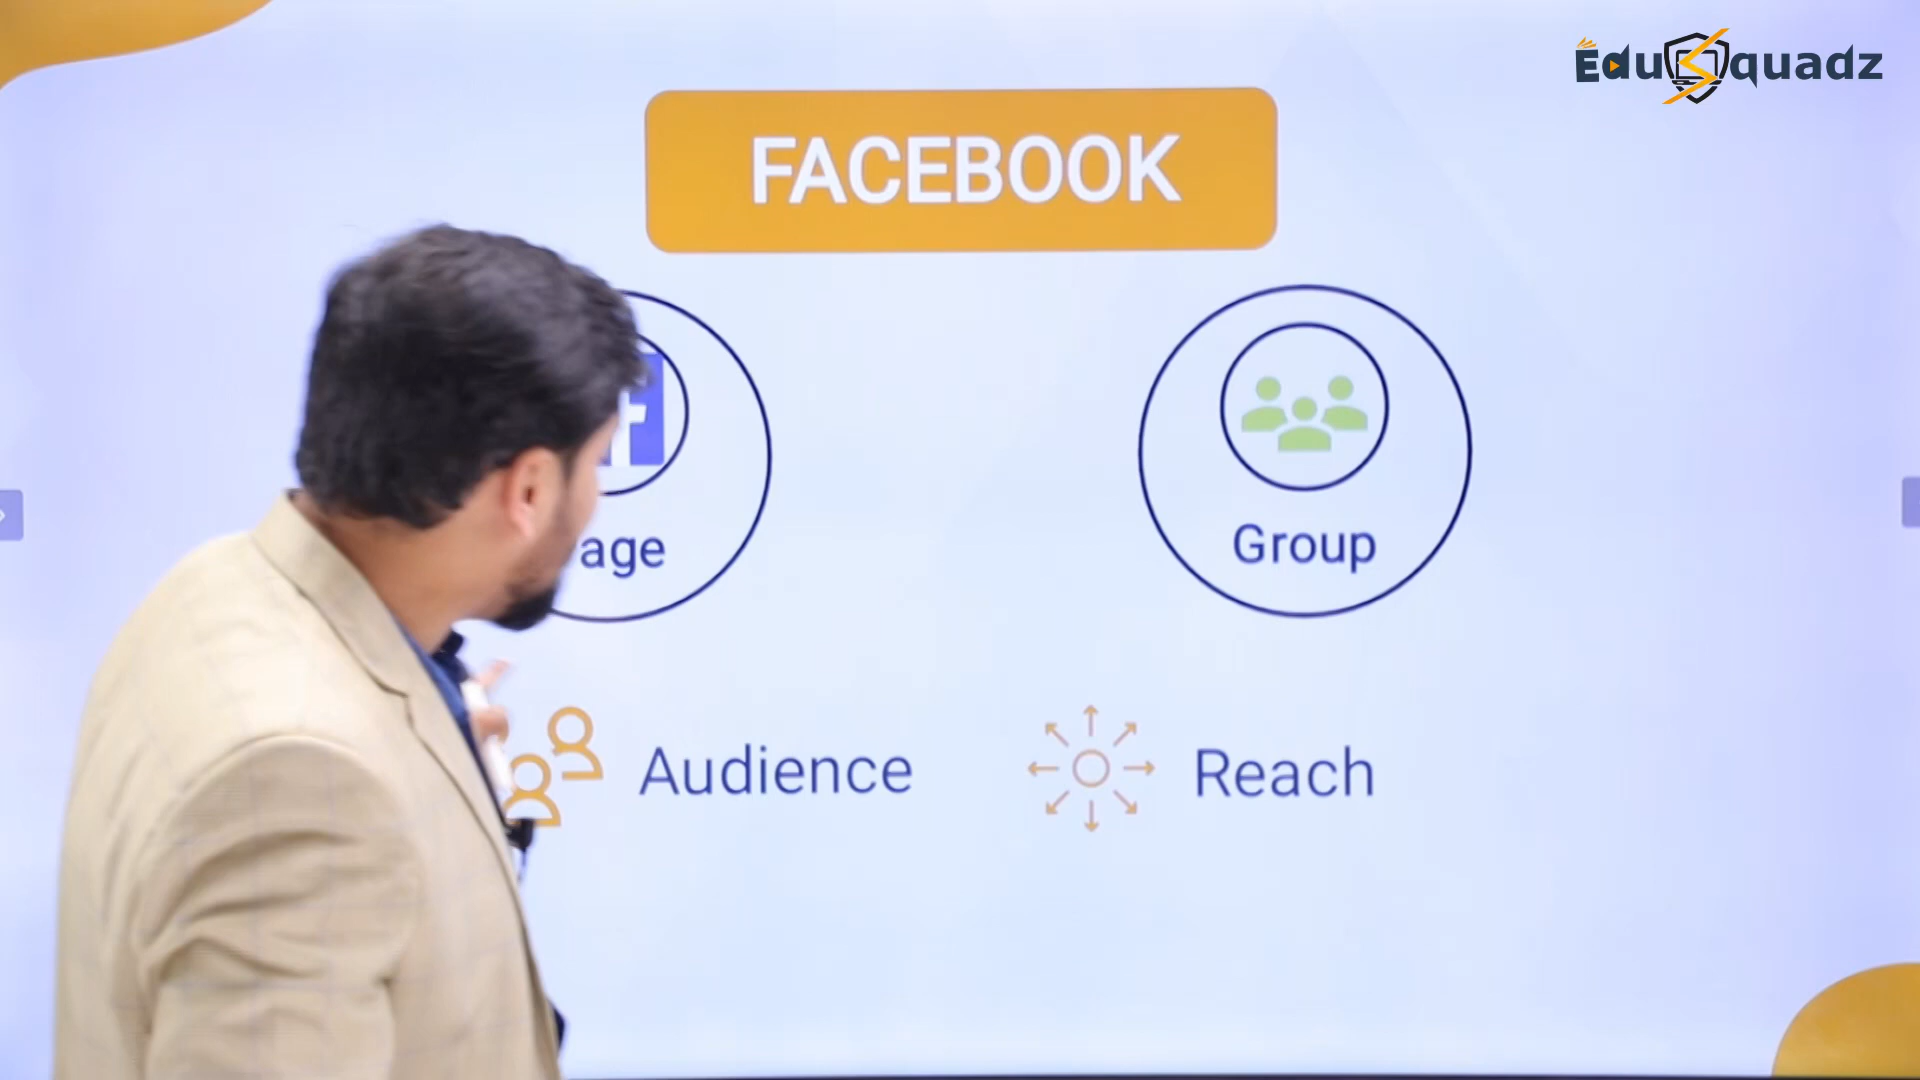 EduSquadz
FACEBOOK
age
Group
Audience
Reach